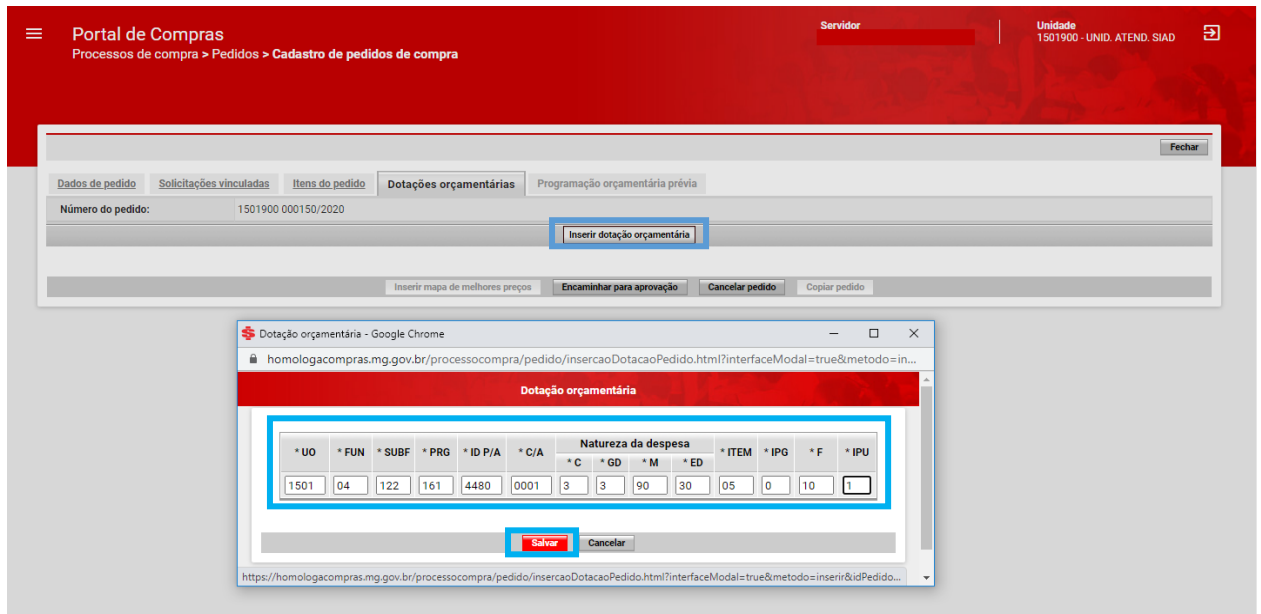 Portal de Compras
Processos de compra > Pedidos > Cadastro de pedidos de compra
Servidor
Unidade
1501900 - UNID. ATEND. SIAD
Fechar
Dados de pedido Solicitações vinculadas Itens do pedido Dotações orçamentárias Programação orçamentária prévia
Número do pedido: 1501900 000150/2020
Inserir dotação orçamentária
Inserir mapa de melhores preços Encaminhar para aprovação Cancelar pedido Copiar pedido
Dotação orçamentária - Google Chrome
homologacompras.mg.gov.br/processocompra/pedido/insercaoDotacaoPedido.html?interfaceModal=true&metodo=in...
Dotação orçamentária
* UO * FUN * SUBF * PRG * ID P/A * C/A Natureza da despesa * ITEM * IPG * F * IPU
* C * GD * M * ED
1501 04 122 161 4480 0001 3 3 90 30 05 0 10 1
Salvar Cancelar
https://homologacompras.mg.gov.br/processocompra/pedido/insercaoDotacaoPedido.html?interfaceModal=true&metodo=inserir&idPedido...